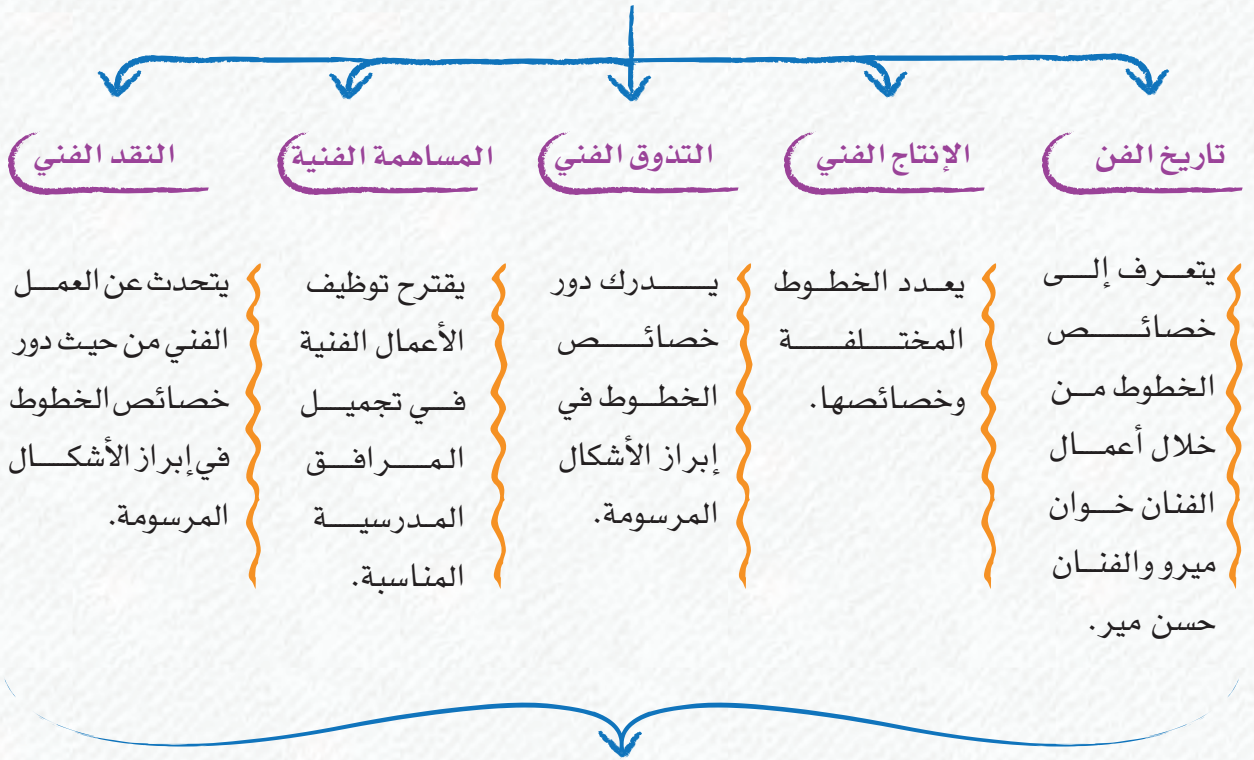 تاريخ الفن
يتعرف إلى
خصائص
الخطوط من
خلال أعمال
الفنان خوان
ميرو والفنان
حسن مير.
الإنتاج الفني
يعدد الخطوط
المختلفة
وخصائصها.
التذوق الفني
يدرك دور
خصائص
الخطوط في
إبراز الأشكال
المرسومة.
المساهمة الفنية
يقترح توظيف
الأعمال الفنية
في تجميل
المرافق
المدرسية
المناسبة.
النقد الفني
يتحدث عن العمل
الفني من حيث دور
خصائص الخطوط
في إبراز الأشكال
المرسومة.